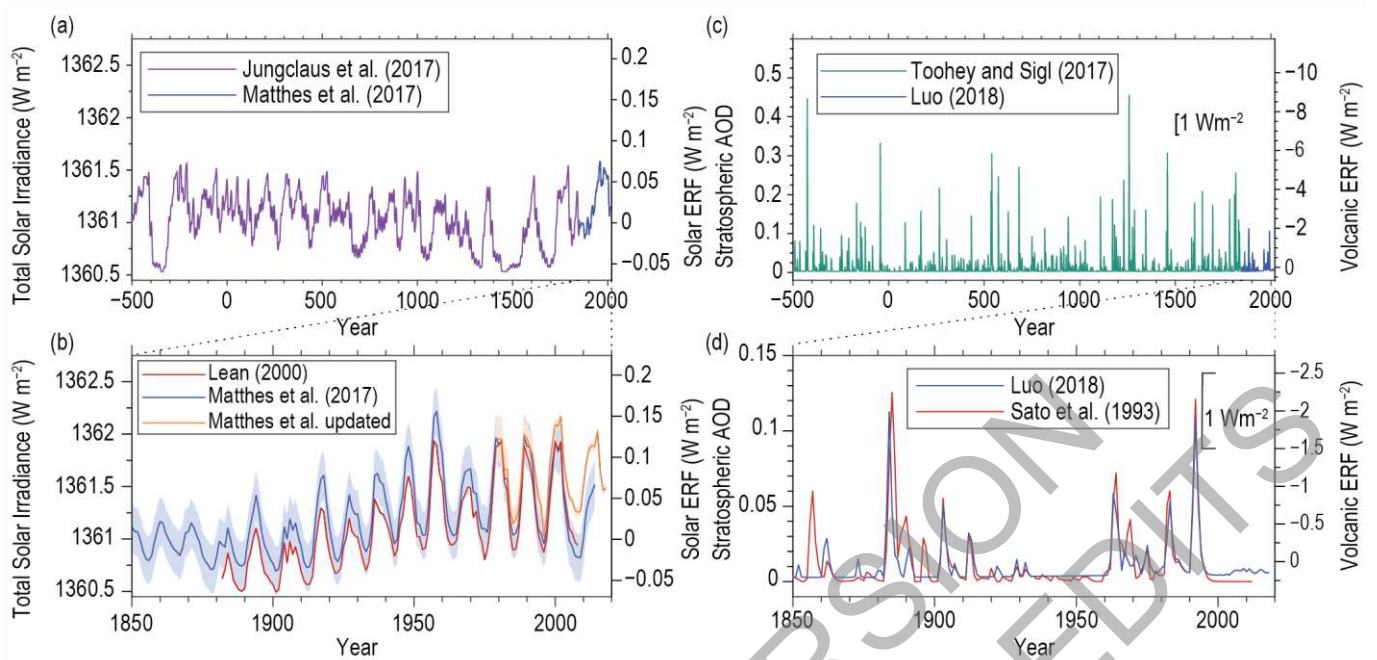 (a)
Total Solar Irradiance (W m⁻²)
1362.5
1362
1361.5
1361
1360.5
Jungclaus et al. (2017)
Matthes et al. (2017)
0.2
0.15
0.1
0.05
0
−0.05
Solar ERF (W m⁻²)
−500 0 500 1000 1500 2000
Year
(c)
Stratospheric AOD
0.5
0.4
0.3
0.2
0.1
0
Toohey and Sigl (2017)
Luo (2018)
[1 Wm⁻²
−10
−8
−6
−4
−2
0
Volcanic ERF (W m⁻²)
−500 0 500 1000 1500 2000
Year
(b)
Total Solar Irradiance (W m⁻²)
1362.5
1362
1361.5
1361
1360.5
Lean (2000)
Matthes et al. (2017)
Matthes et al. updated
0.2
0.15
0.1
0.05
0
−0.05
Solar ERF (W m⁻²)
1850 1900 1950 2000
Year
(d)
Stratospheric AOD
0.15
0.1
0.05
0
Luo (2018)
Sato et al. (1993)
1 Wm⁻²
−2.5
−2
1.5
−1
−0.5
0
Volcanic ERF (W m⁻²)
1850 1900 1950 2000
Year
RSION
EDITS